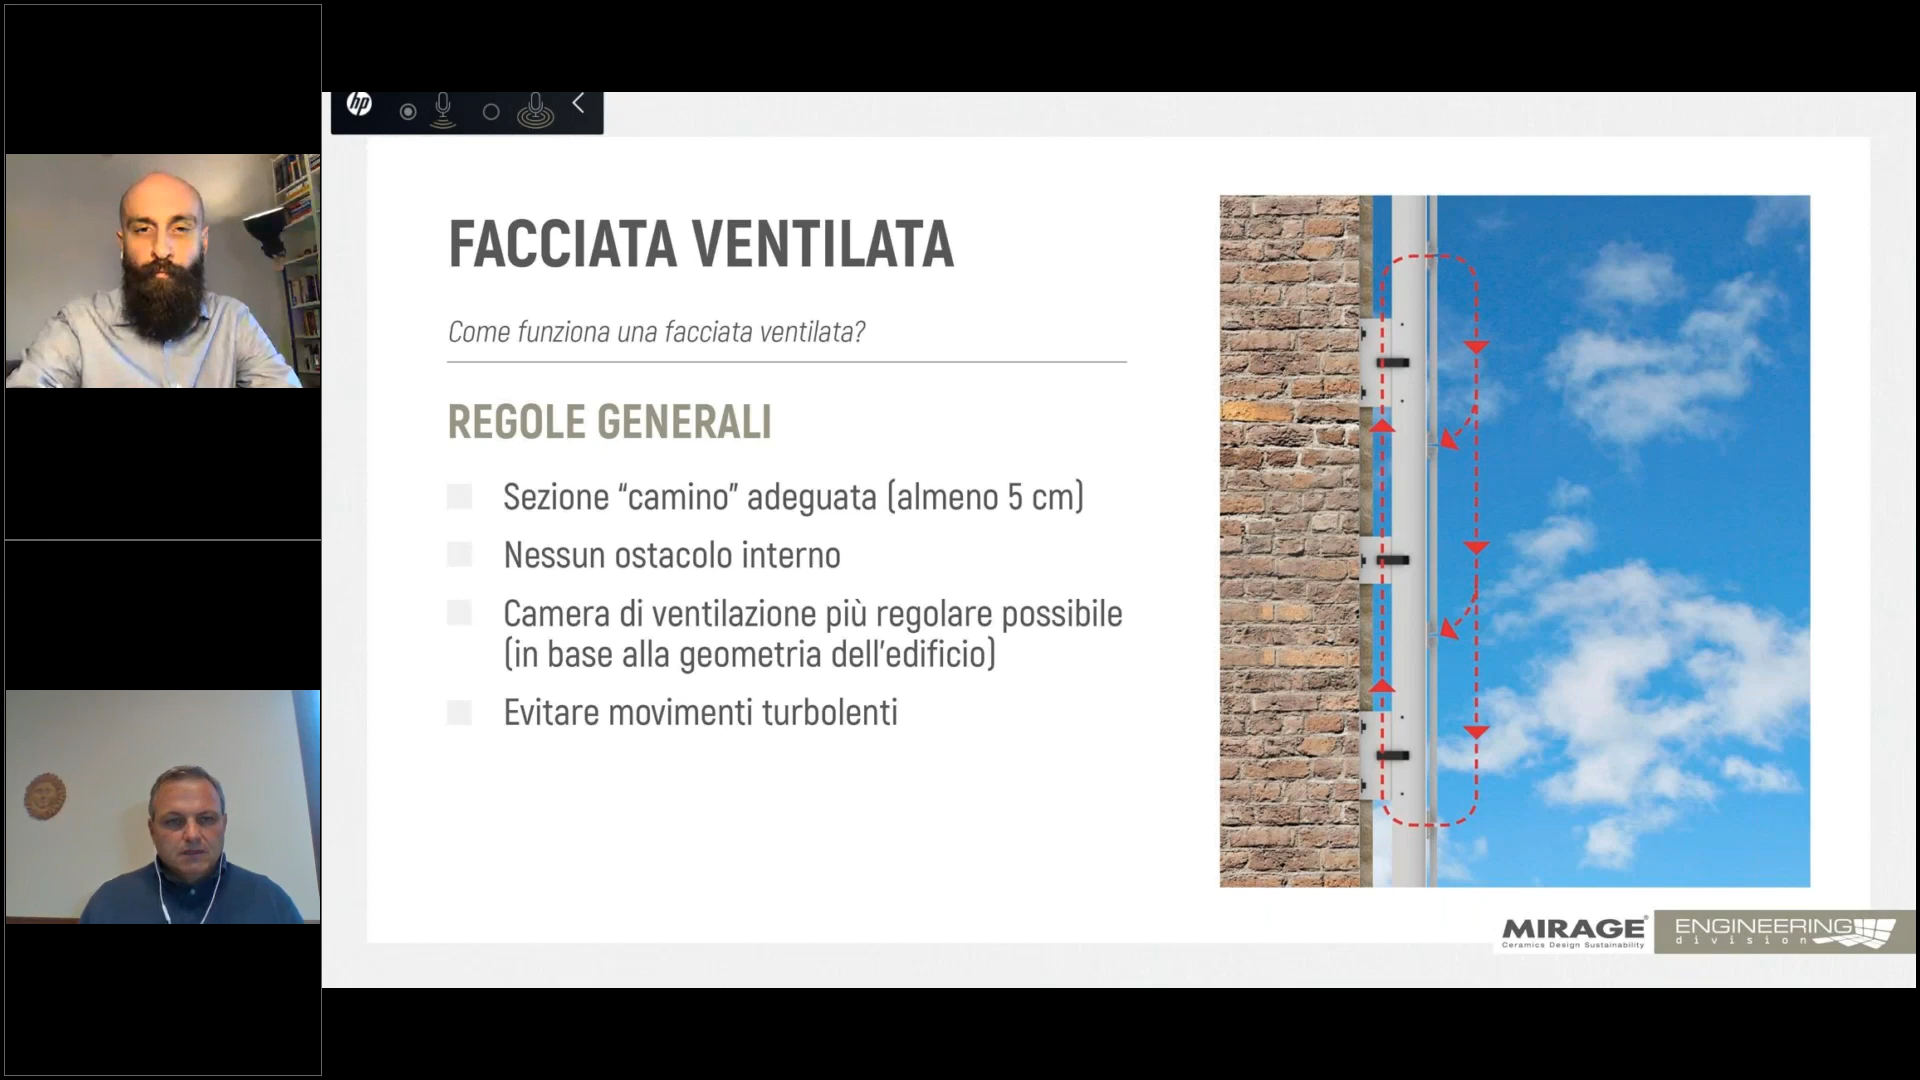 hp
FACCIATA VENTILATA
Come funziona una facciata ventilata?
REGOLE GENERALI
Sezione “camino” adeguata (almeno 5 cm)
Nessun ostacolo interno
Camera di ventilazione più regolare possibile
(in base alla geometria dell’edificio)
Evitare movimenti turbolenti
MIRAGE®
Ceramics Design Sustainability
ENGINEERING
division